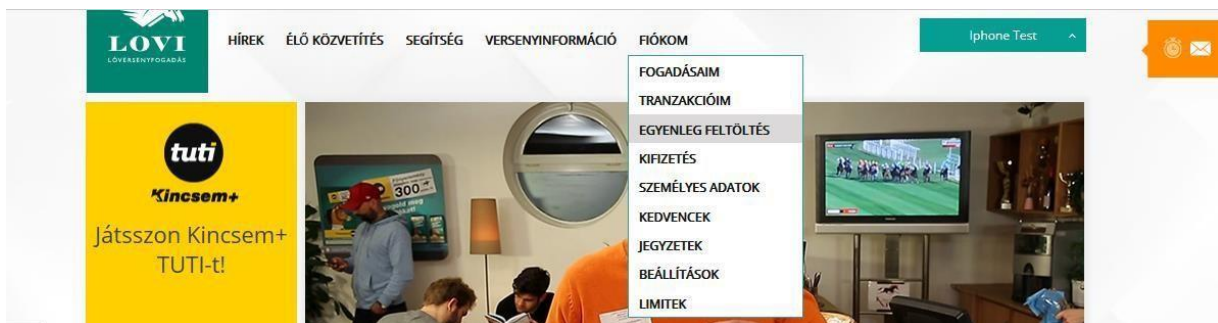 LOVI
LÓVERSENYFOGADÁS
HÍREK ÉLŐ KÖZVETÍTÉS SEGÍTSÉG VERSENYINFORMÁCIÓ FIÓKOM
Iphone Test
FOGADÁSAIM
TRANZAKCIÓIM
EGYENLEG FELTÖLTÉS
KIFIZETÉS
SZEMÉLYES ADATOK
KEDVENCEK
JEGYZETEK
BEÁLLÍTÁSOK
LIMITEK
tuti
Kincsem+
Játsszon Kincsem+
TUTI-t!
300